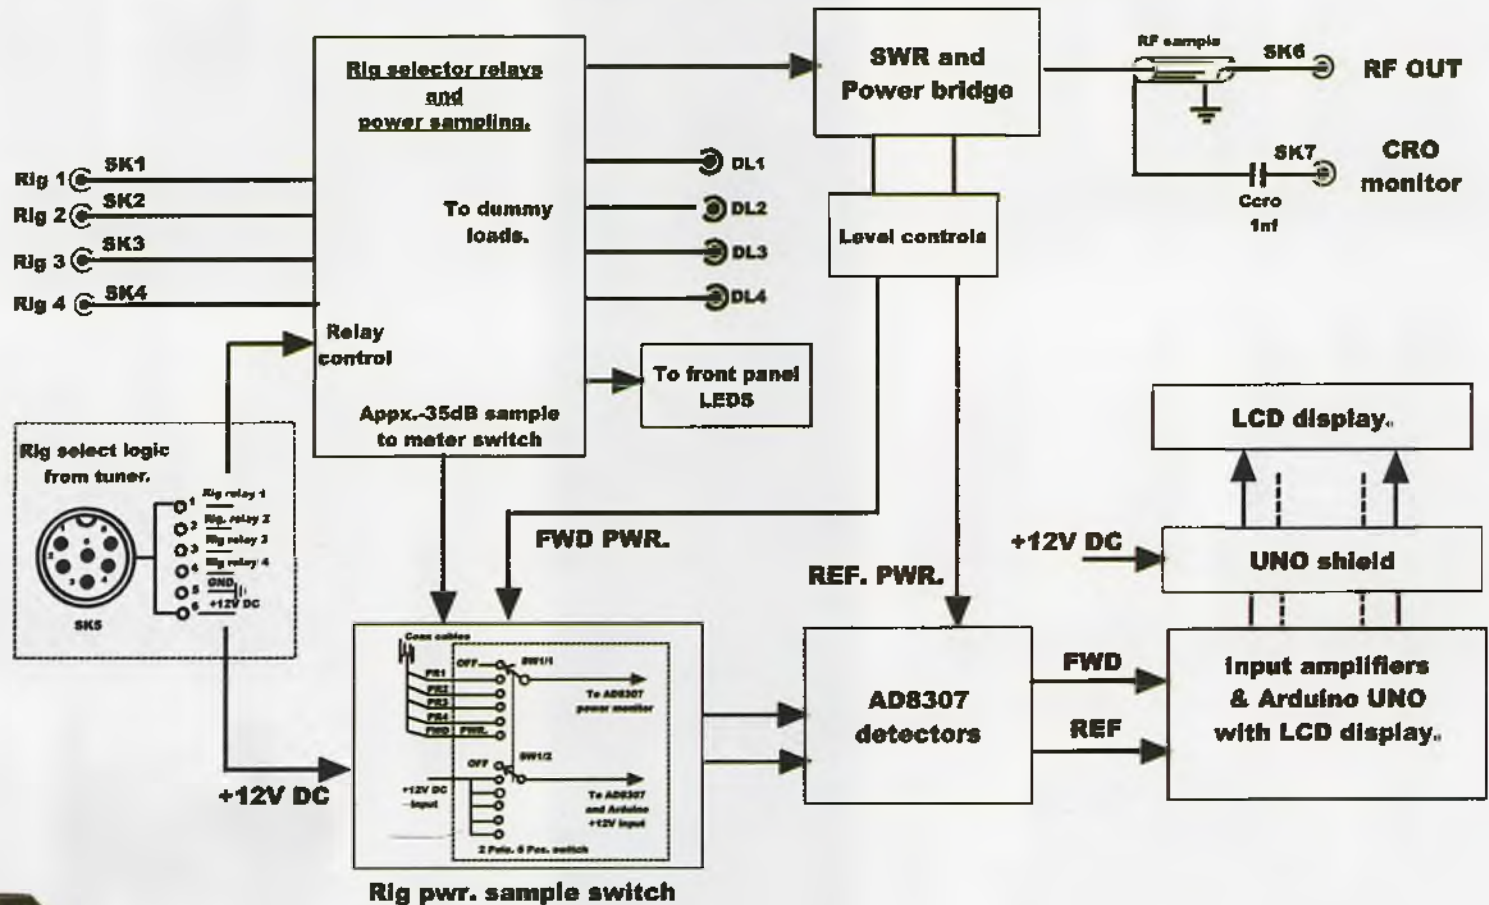 Rig selector relays
and
power sampling.
SWR and
Power bridge
RF sample
SK6
RF OUT
SK7
CRO
monitor
Ccro
1nf
Rig 1
SK1
Rig 2
SK2
Rig 3
SK3
Rig 4
SK4
To dummy
loads.
DL1
DL2
DL3
DL4
Level controls
Relay
control
To front panel
LEDS
Appx.-35dB sample
to meter switch
LCD display.
Rig select logic
from tuner.
1 Rig relay 1
2 Rig. relay 2
3 Rig relay 3
4 Rig relay 4
5 GND
6 +12V DC
SK5
FWD PWR.
REF. PWR.
+12V DC
UNO shield
Coax cables
OFF
SW1/1
PR1
PR2
PR3
PR4
FWD PWR.
To AD8307
power monitor
OFF
SW1/2
+12V DC
Input
To AD8307
and Arduino
+12V input
2 Pole. 6 Pos. switch
+12V DC
Rig pwr. sample switch
AD8307
detectors
FWD
REF
Input amplifiers
& Arduino UNO
with LCD display.